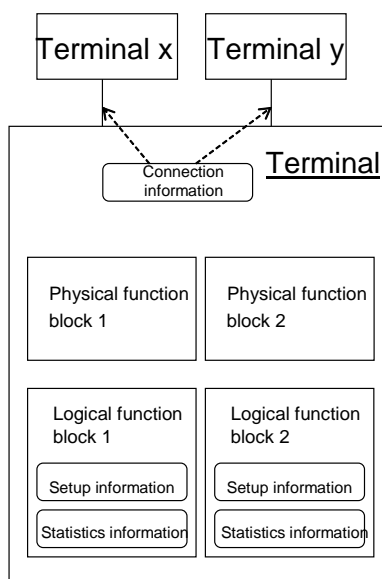 Terminal x
Terminal y
Connection
information
Terminal
Physical function
block 1
Physical function
block 2
Logical function
block 1
Setup information
Statistics information
Logical function
block 2
Setup information
Statistics information